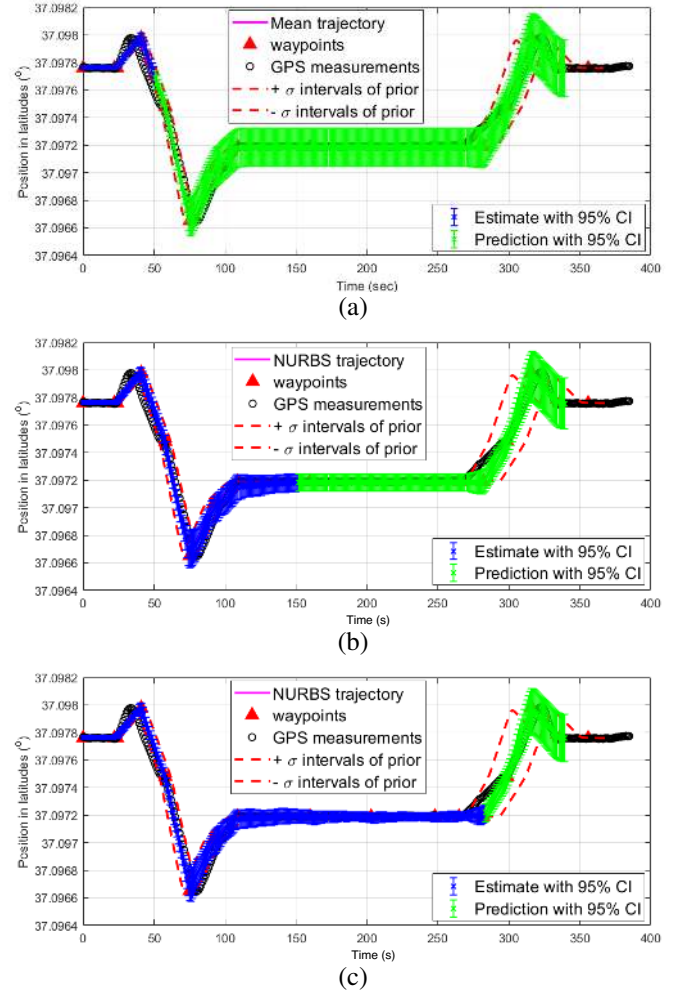 37.0982
37.098
37.0978
37.0976
37.0974
37.0972
37.097
37.0968
37.0966
37.0964
Position in latitudes (°)
Mean trajectory
waypoints
GPS measurements
+ σ intervals of prior
- σ intervals of prior
Estimate with 95% CI
Prediction with 95% CI
0 50 100 150 200 250 300 350 400
Time (sec)
(a)
37.0982
37.098
37.0978
37.0976
37.0974
37.0972
37.097
37.0968
37.0966
37.0964
Position in latitudes (°)
NURBS trajectory
waypoints
GPS measurements
+ σ intervals of prior
- σ intervals of prior
Estimate with 95% CI
Prediction with 95% CI
0 50 100 150 200 250 300 350 400
Time (s)
(b)
37.0982
37.098
37.0978
37.0976
37.0974
37.0972
37.097
37.0968
37.0966
37.0964
Position in latitudes (°)
NURBS trajectory
waypoints
GPS measurements
+ σ intervals of prior
- σ intervals of prior
Estimate with 95% CI
Prediction with 95% CI
0 50 100 150 200 250 300 350 400
Time (s)
(c)